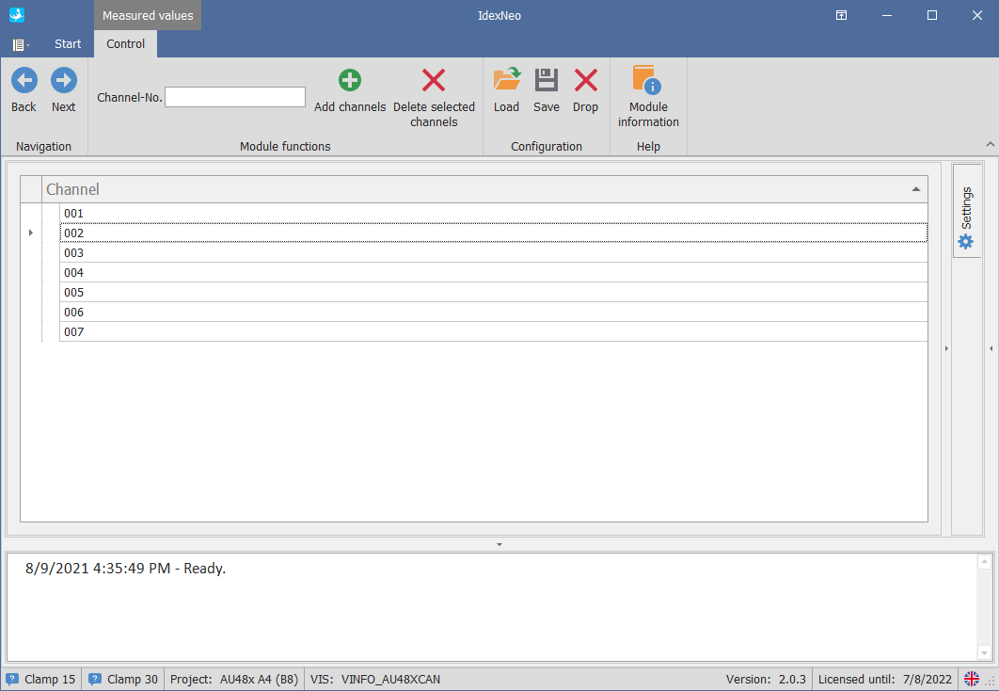 Measured values
IdexNeo
Start
Control
Back
Next
Navigation
Channel-No.
Add channels
Delete selected
channels
Module functions
Load
Save
Drop
Configuration
Module
information
Help
Channel
001
002
003
004
005
006
007
Settings
8/9/2021 4:35:49 PM - Ready.
Clamp 15
Clamp 30
Project: AU48x A4 (B8)
VIS: VINFO_AU48XCAN
Version: 2.0.3
Licensed until: 7/8/2022